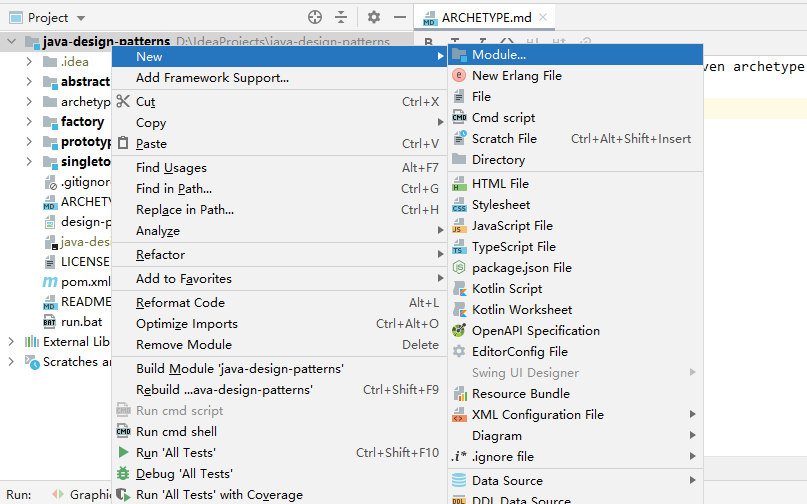 Project
ARCHETYPE.md
java-design-patterns D:\IdeaProjects\java-design-patterns
.idea
abstract
archetyp
factory
prototyp
singleto
.gitignor
ARCHETY
design-p
java-des
LICENSE
pom.xml
README
run.bat
External Lib
Scratches ar
Run: Graphi
New
Add Framework Support...
Cut Ctrl+X
Copy
Paste Ctrl+V
Find Usages Alt+F7
Find in Path... Ctrl+G
Replace in Path... Ctrl+H
Analyze
Refactor
Add to Favorites
Reformat Code Alt+L
Optimize Imports Ctrl+Alt+O
Remove Module Delete
Build Module 'java-design-patterns'
Rebuild ...ava-design-patterns' Ctrl+Shift+F9
Run cmd script
Run cmd shell
Run 'All Tests' Ctrl+Shift+F10
Debug 'All Tests'
Run 'All Tests' with Coverage
Module...
New Erlang File
File
Cmd script
Scratch File Ctrl+Alt+Shift+Insert
Directory
HTML File
Stylesheet
JavaScript File
TypeScript File
package.json File
Kotlin Script
Kotlin Worksheet
OpenAPI Specification
EditorConfig File
Swing UI Designer
Resource Bundle
XML Configuration File
Diagram
.ignore file
Data Source
DDL Data Source
ven archetype